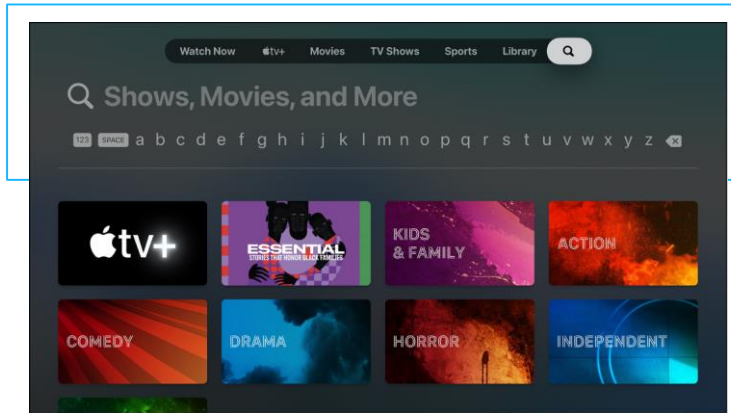 Watch Now tv+ Movies TV Shows Sports Library
Shows, Movies, and More
123 SPACE a b c d e f g h i j k l m n o p q r s t u v w x y z
tv+
ESSENTIAL
STORIES THAT HONOR BLACK FAMILIES
KIDS
& FAMILY
ACTION
COMEDY
DRAMA
HORROR
INDEPENDENT